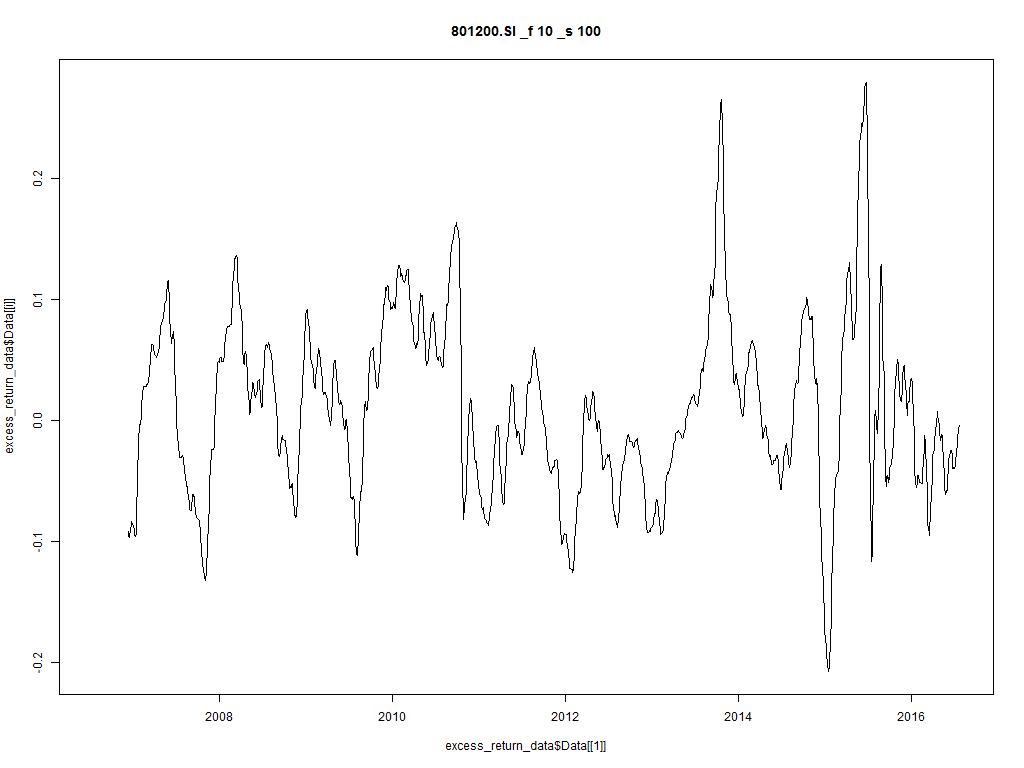 801200.SI _f 10 _s 100
excess_return_data$Data[[i]]
0.2
0.1
0.0
-0.1
-0.2
2008 2010 2012 2014 2016
excess_return_data$Data[[1]]